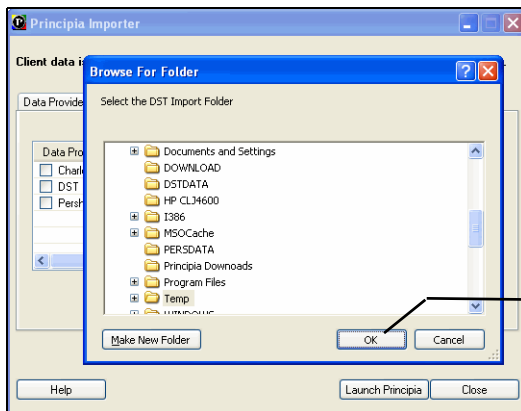 Principia Importer
Client data i
Browse For Folder
Data Provide
Select the DST Import Folder
Data Pro
Charl
DST
Persh
Documents and Settings
DOWNLOAD
DSTDATA
HP CLJ4600
I386
MSOCache
PERSDATA
Principia Downoads
Program Files
Temp
WINDOWS
Make New Folder
OK
Cancel
Help
Launch Principia
Close